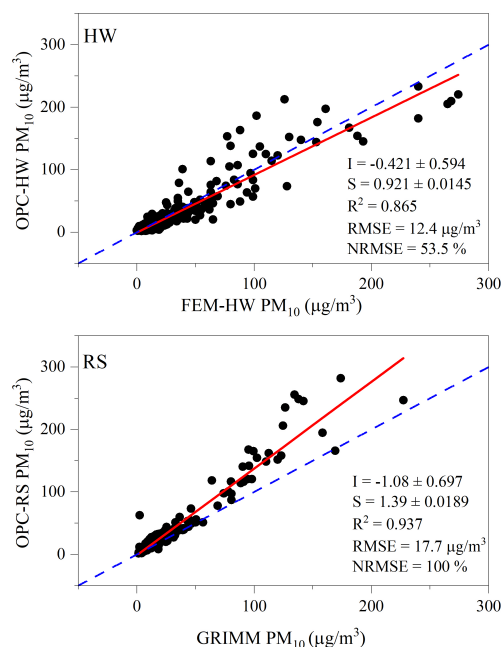 HW
300
200
100
0
OPC-HW PM₁₀ (μg/m³)
I = -0.421 ± 0.594
S = 0.921 ± 0.0145
R² = 0.865
RMSE = 12.4 μg/m³
NRMSE = 53.5 %
0 100 200 300
FEM-HW PM₁₀ (μg/m³)
RS
300
200
100
0
OPC-RS PM₁₀ (μg/m³)
I = -1.08 ± 0.697
S = 1.39 ± 0.0189
R² = 0.937
RMSE = 17.7 μg/m³
NRMSE = 100 %
0 100 200 300
GRIMM PM₁₀ (μg/m³)